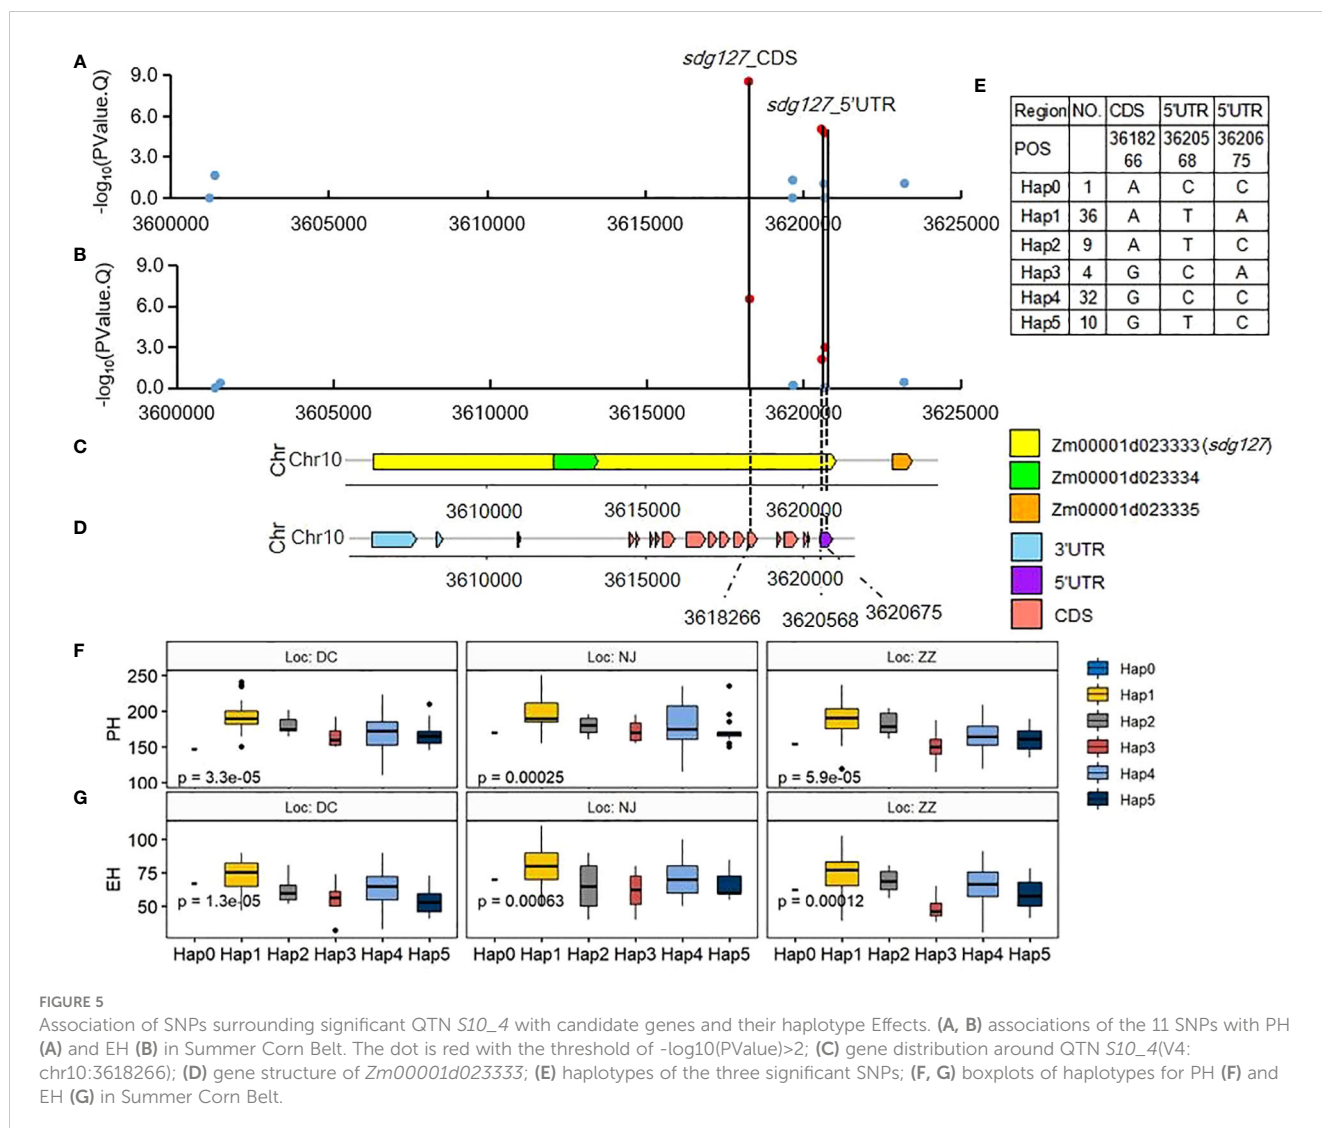 A
-log10(PValue.Q)
9.0
6.0
3.0
0.0
sdg127_CDS
sdg127_5'UTR
3600000 3605000 3610000 3615000 3620000 3625000
B
-log10(PValue.Q)
9.0
6.0
3.0
0.0
3600000 3605000 3610000 3615000 3620000 3625000
E
Region NO. CDS 5'UTR 5'UTR
POS 3618266 3620568 3620675
Hap0 1 A C C
Hap1 36 A T A
Hap2 9 A T C
Hap3 4 G C A
Hap4 32 G C C
Hap5 10 G T C
C
Chr
Chr10
3610000 3615000 3620000
D
Chr
Chr10
3610000 3615000 3620000
3618266 3620568 3620675
Zm00001d023333(sdg127)
Zm00001d023334
Zm00001d023335
3'UTR
5'UTR
CDS
F
PH
250
200
150
100
Loc: DC Loc: NJ Loc: ZZ
p = 3.3e-05 p = 0.00025 p = 5.9e-05
Hap0
Hap1
Hap2
Hap3
Hap4
Hap5
G
EH
100
75
50
Loc: DC Loc: NJ Loc: ZZ
p = 1.3e-05 p = 0.00063 p = 0.00012
Hap0 Hap1 Hap2 Hap3 Hap4 Hap5 Hap0 Hap1 Hap2 Hap3 Hap4 Hap5 Hap0 Hap1 Hap2 Hap3 Hap4 Hap5
FIGURE 5
Association of SNPs surrounding significant QTN S10_4 with candidate genes and their haplotype Effects. (A, B) associations of the 11 SNPs with PH
(A) and EH (B) in Summer Corn Belt. The dot is red with the threshold of -log10(PValue)>2; (C) gene distribution around QTN S10_4(V4:
chr10:3618266); (D) gene structure of Zm00001d023333; (E) haplotypes of the three significant SNPs; (F, G) boxplots of haplotypes for PH (F) and
EH (G) in Summer Corn Belt.